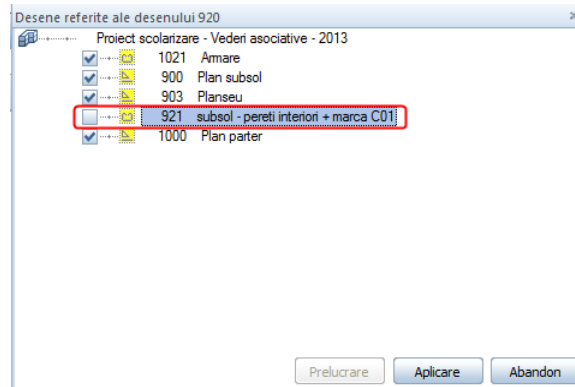 Desene referite ale desenului 920
Proiect scolarizare - Vederi asociative - 2013
1021 Amare
900 Plan subsol
903 Planseu
921 subsol - pereti interiori + marca C01
1000 Plan parter
Prelucrare Aplicare Abandon